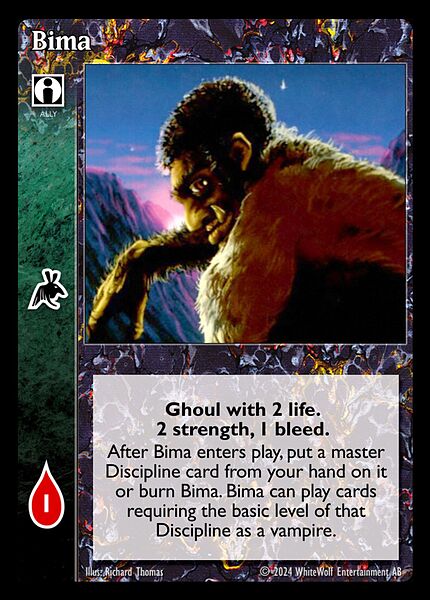 Bima
ALLY
Ghoul with 2 life.
2 strength, 1 bleed.
After Bima enters play, put a master
Discipline card from your hand on it
or burn Bima. Bima can play cards
requiring the basic level of that
Discipline as a vampire.
1
Illus: Richard Thomas
© 2024 WhiteWolf Entertainment AB